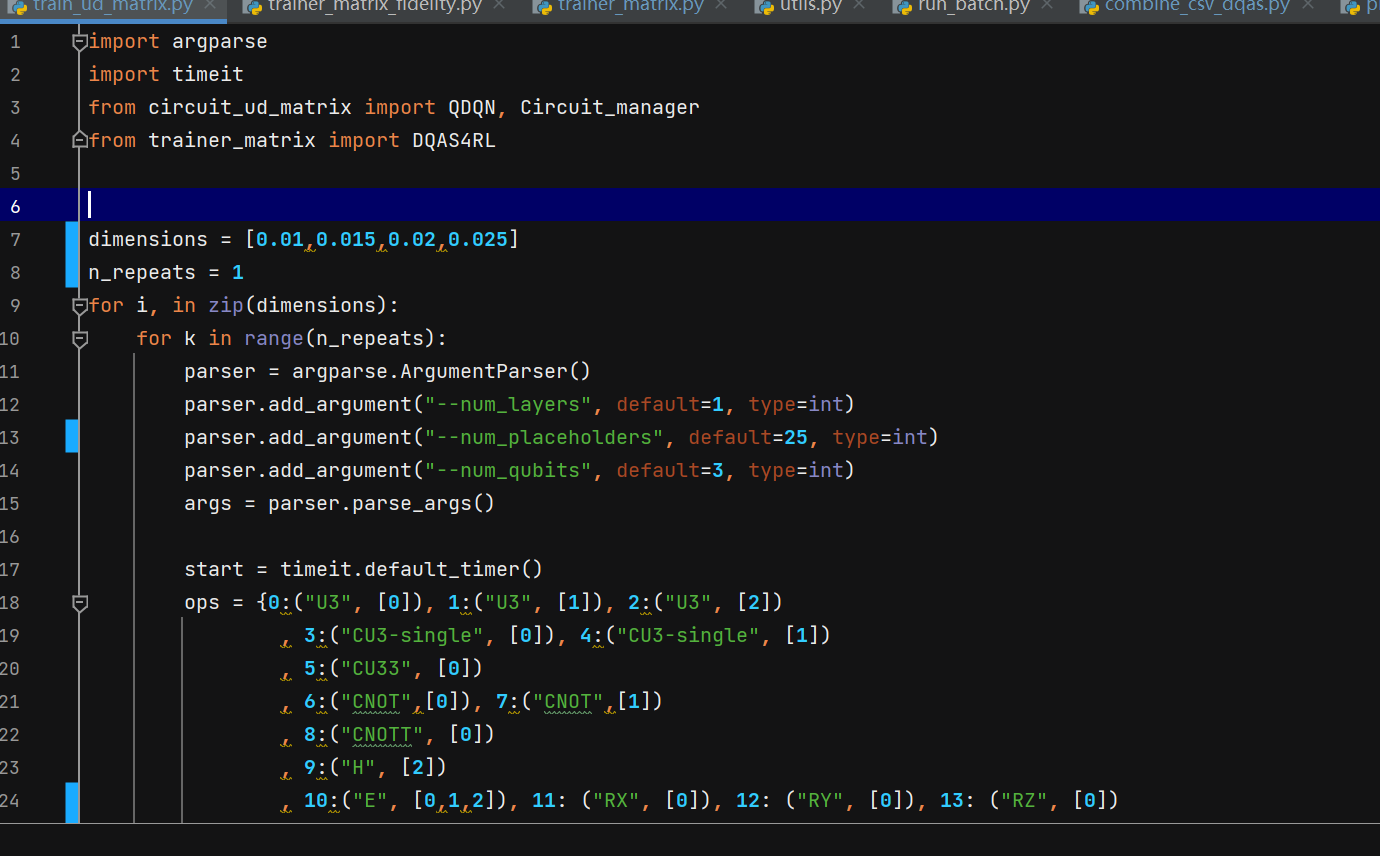 train_ud_matrix.py trainer_matrix_fidelity.py trainer_matrix.py utils.py run_batch.py combine_csv_dqas.py
1 import argparse
2 import timeit
3 from circuit_ud_matrix import QDQN, Circuit_manager
4 from trainer_matrix import DQAS4RL
5
6
7 dimensions = [0.01,0.015,0.02,0.025]
8 n_repeats = 1
9 for i, in zip(dimensions):
10     for k in range(n_repeats):
11         parser = argparse.ArgumentParser()
12         parser.add_argument("--num_layers", default=1, type=int)
13         parser.add_argument("--num_placeholders", default=25, type=int)
14         parser.add_argument("--num_qubits", default=3, type=int)
15         args = parser.parse_args()
16
17         start = timeit.default_timer()
18         ops = {0:("U3", [0]), 1:("U3", [1]), 2:("U3", [2])
19                 , 3:("CU3-single", [0]), 4:("CU3-single", [1])
20                 , 5:("CU33", [0])
21                 , 6:("CNOT",[0]), 7:("CNOT",[1])
22                 , 8:("CNOTT", [0])
23                 , 9:("H", [2])
24                 , 10:("E", [0,1,2]), 11: ("RX", [0]), 12: ("RY", [0]), 13: ("RZ", [0])